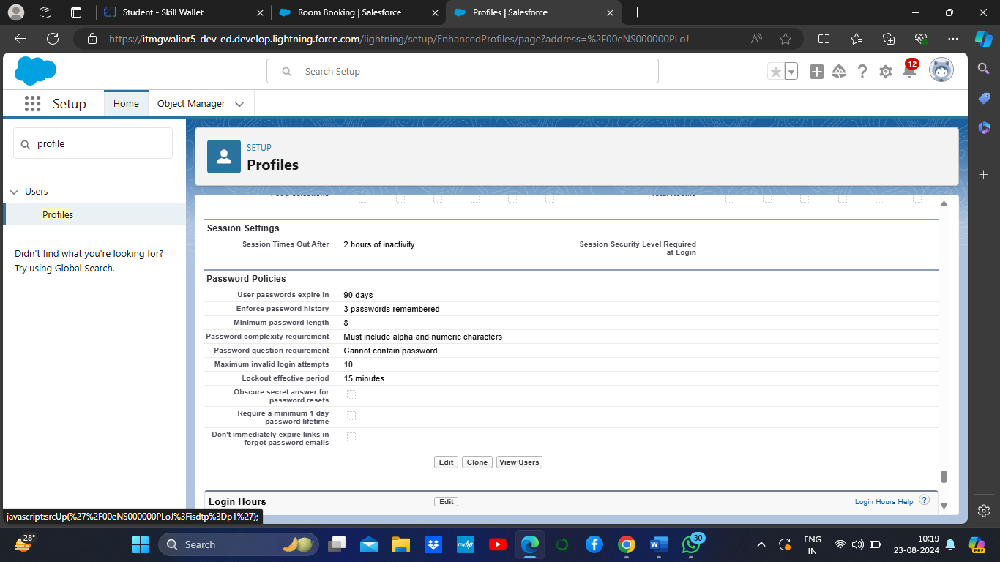 Student - Skill Wallet
Room Booking | Salesforce
Profiles | Salesforce
https://itmgwalior5-dev-ed.develop.lightning.force.com/lightning/setup/EnhancedProfiles/page?address=%2F00eNS000000PLoJ
Search Setup
12
Setup
Home
Object Manager
profile
Users
Profiles
Didn't find what you're looking for?
Try using Global Search.
SETUP
Profiles
Food Selections
Total Rooms
Session Settings
Session Times Out After 2 hours of inactivity
Session Security Level Required
at Login
Password Policies
User passwords expire in 90 days
Enforce password history 3 passwords remembered
Minimum password length 8
Password complexity requirement Must include alpha and numeric characters
Password question requirement Cannot contain password
Maximum invalid login attempts 10
Lockout effective period 15 minutes
Obscure secret answer for
password resets
Require a minimum 1 day
password lifetime
Don't immediately expire links in
forgot password emails
Edit Clone View Users
Login Hours Edit Login Hours Help ?
javascript:srcUp(%27%2F00eNS000000PLoJ%3Fisdtp%3Dp1%27);
28°
Search
myhp
W
30
ENG
IN
10:19
23-08-2024
PRE